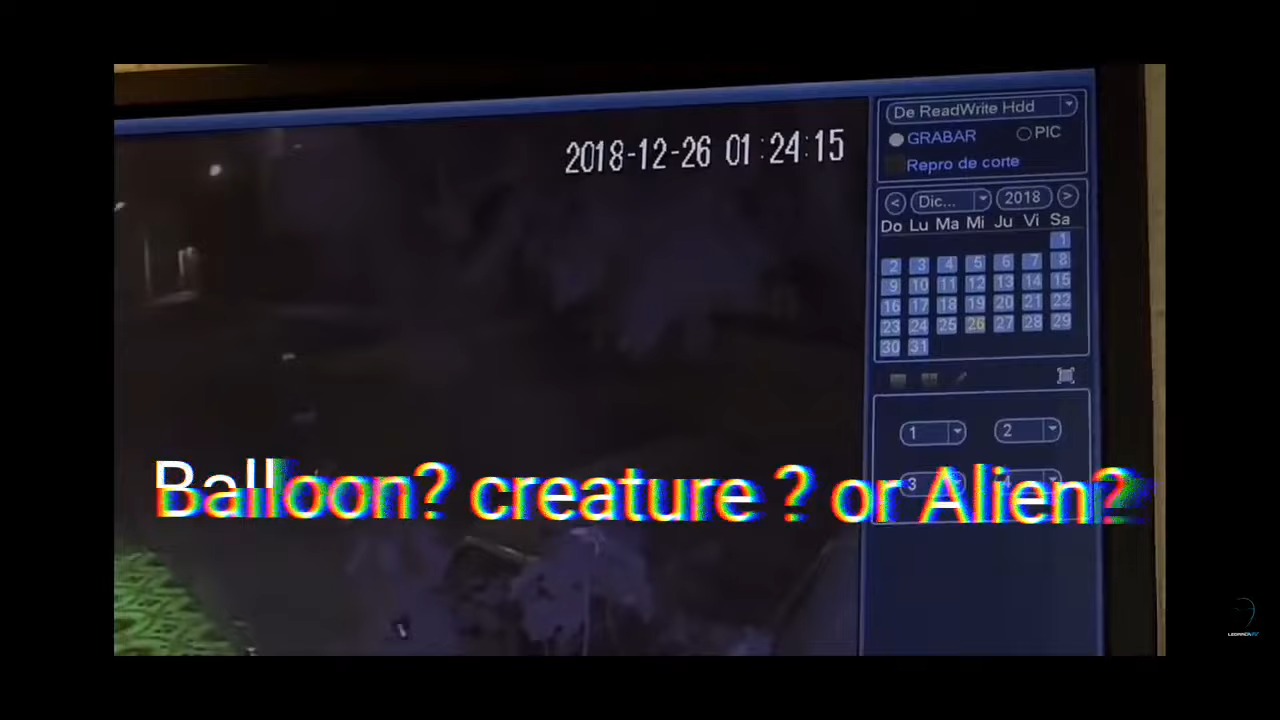 2018-12-26 01:24:15
De ReadWrite Hdd
GRABAR PIC
Repro de corte
< Dic... 2018 >
Do Lu Ma Mi Ju Vi Sa
1
2 3 4 5 6 7 8
9 10 11 12 13 14 15
16 17 18 19 20 21 22
23 24 25 26 27 28 29
30 31
1 2
3 4
Balloon? creature ? or Alien?